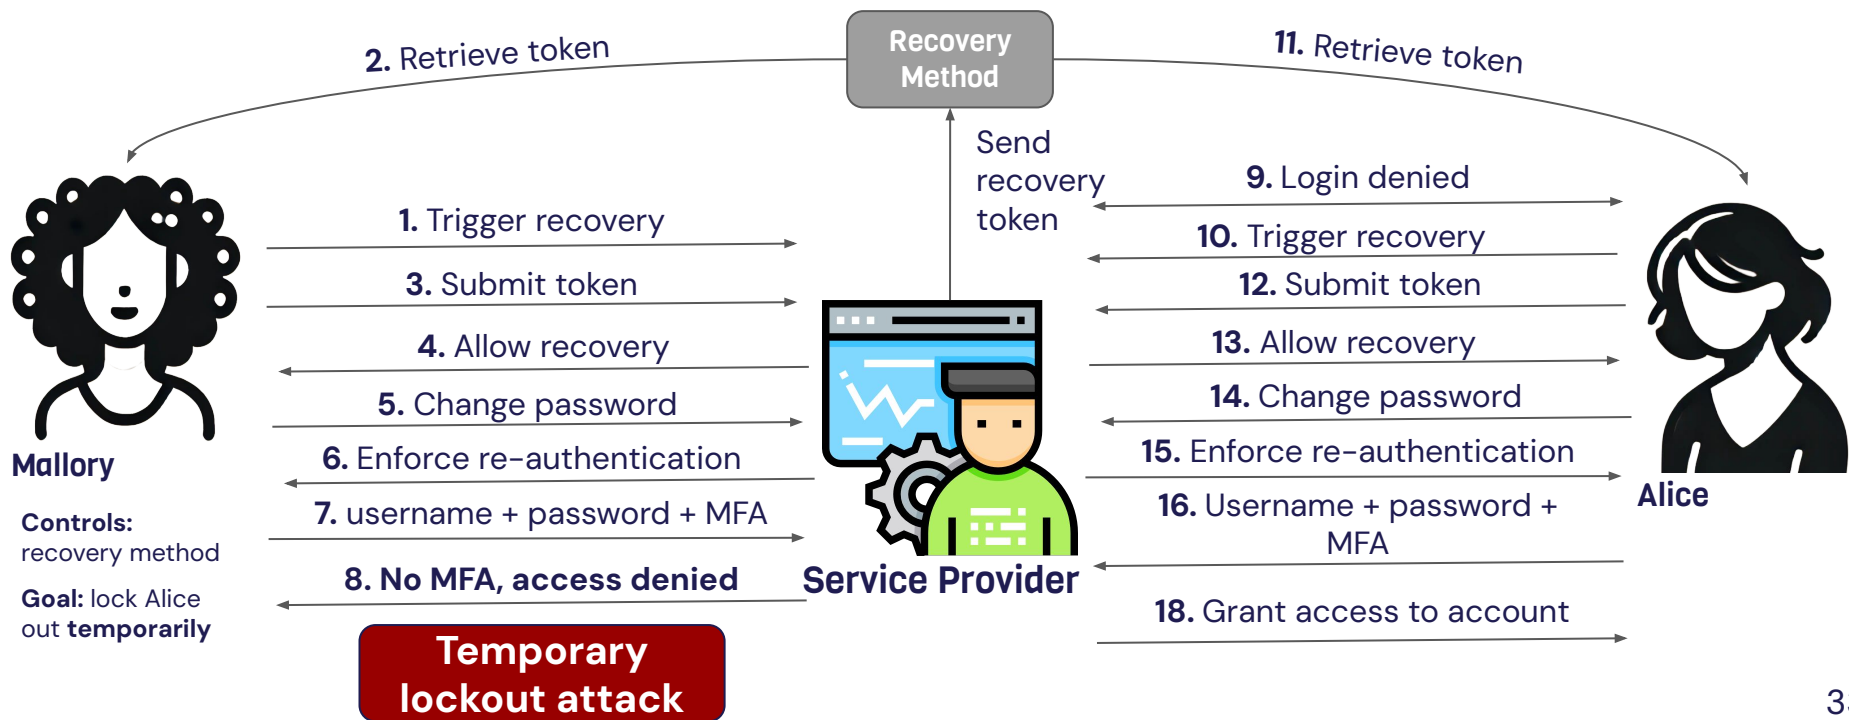 2. Retrieve token
Recovery
Method
11. Retrieve token
Send
recovery
token
1. Trigger recovery
3. Submit token
4. Allow recovery
5. Change password
6. Enforce re-authentication
7. username + password + MFA
8. No MFA, access denied
Mallory
Controls:
recovery method
Goal: lock Alice
out temporarily
Temporary
lockout attack
Service Provider
9. Login denied
10. Trigger recovery
12. Submit token
13. Allow recovery
14. Change password
15. Enforce re-authentication
16. Username + password +
MFA
18. Grant access to account
Alice